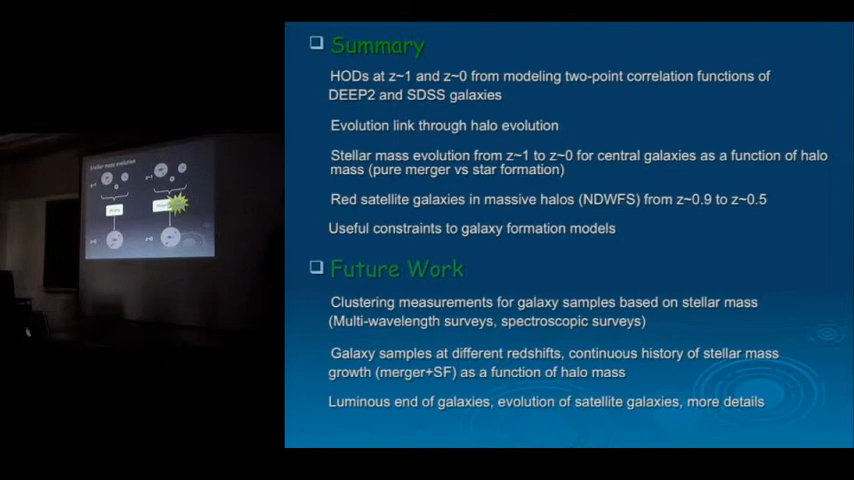 Stellar mass evolution
Summary
HODs at z~1 and z~0 from modeling two-point correlation functions of
DEEP2 and SDSS galaxies
Evolution link through halo evolution
Stellar mass evolution from z~1 to z~0 for central galaxies as a function of halo
mass (pure merger vs star formation)
Red satellite galaxies in massive halos (NDWFS) from z~0.9 to z~0.5
Useful constraints to galaxy formation models
Future Work
Clustering measurements for galaxy samples based on stellar mass
(Multi-wavelength surveys, spectroscopic surveys)
Galaxy samples at different redshifts, continuous history of stellar mass
growth (merger+SF) as a function of halo mass
Luminous end of galaxies, evolution of satellite galaxies, more details